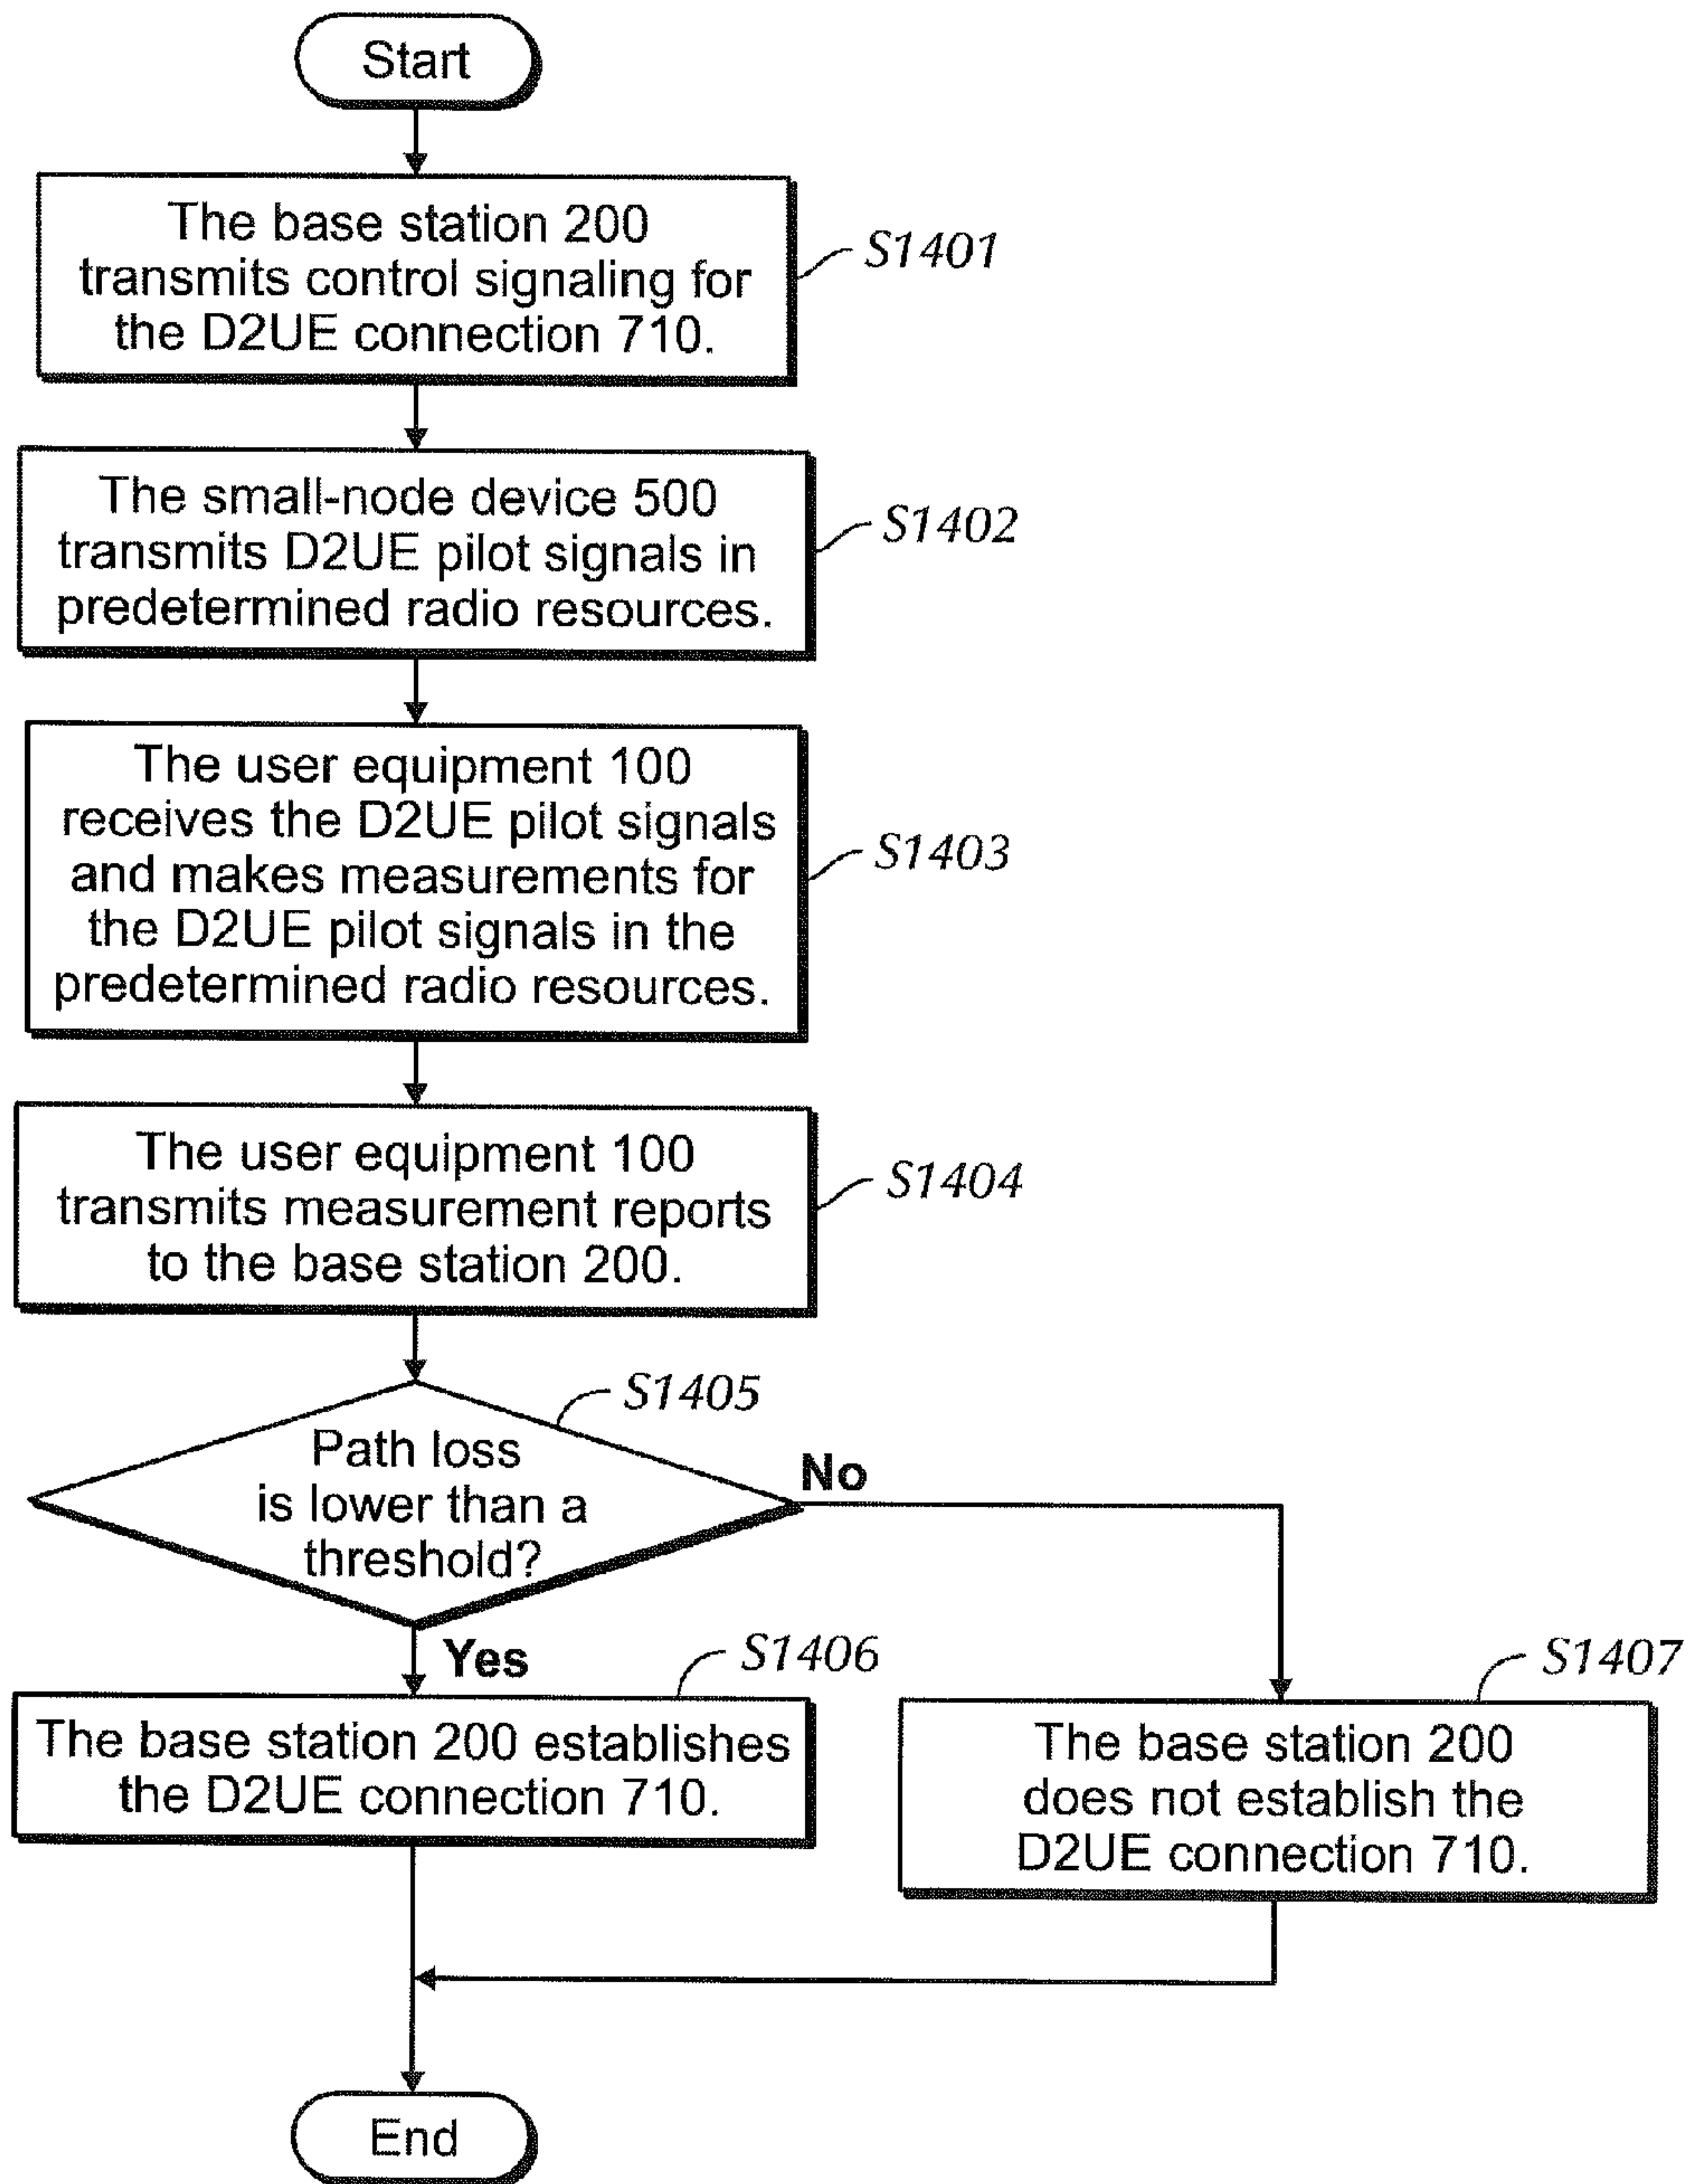 Start
The base station 200
transmits control signaling for
the D2UE connection 710.
S1401
The small-node device 500
transmits D2UE pilot signals in
predetermined radio resources.
S1402
The user equipment 100
receives the D2UE pilot signals
and makes measurements for
the D2UE pilot signals in the
predetermined radio resources.
S1403
The user equipment 100
transmits measurement reports
to the base station 200.
S1404
S1405
Path loss
is lower than a
threshold?
No
Yes
S1406
The base station 200 establishes
the D2UE connection 710.
S1407
The base station 200
does not establish the
D2UE connection 710.
End